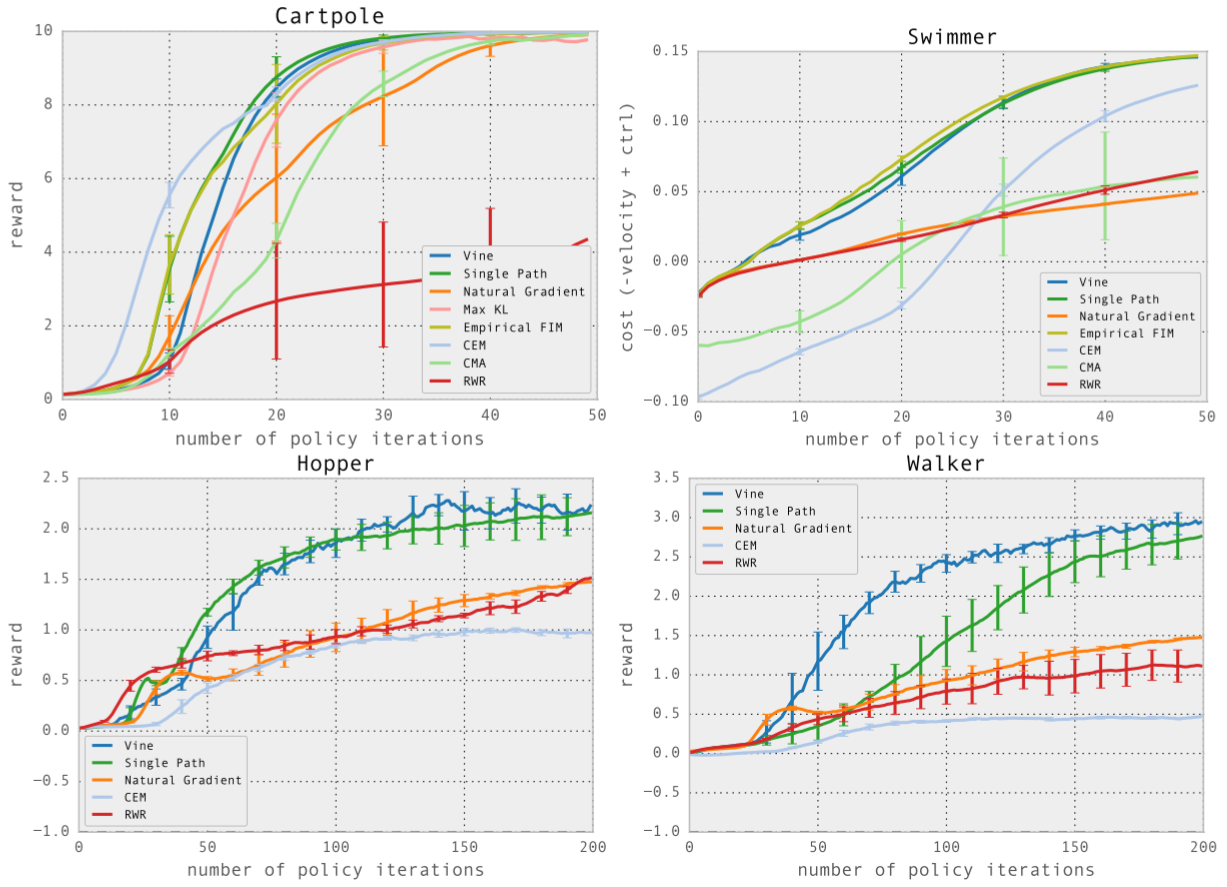 Cartpole
10
8
6
4
2
0
reward
0 10 20 30 40 50
number of policy iterations
Vine
Single Path
Natural Gradient
Max KL
Empirical FIM
CEM
CMA
RWR
Swimmer
0.15
0.10
0.05
0.00
−0.05
−0.10
cost (-velocity + ctrl)
0 10 20 30 40 50
number of policy iterations
Vine
Single Path
Natural Gradient
Empirical FIM
CEM
CMA
RWR
Hopper
2.5
2.0
1.5
1.0
0.5
0.0
−0.5
−1.0
reward
0 50 100 150 200
number of policy iterations
Vine
Single Path
Natural Gradient
CEM
RWR
Walker
3.5
3.0
2.5
2.0
1.5
1.0
0.5
0.0
−0.5
−1.0
reward
0 50 100 150 200
number of policy iterations
Vine
Single Path
Natural Gradient
CEM
RWR